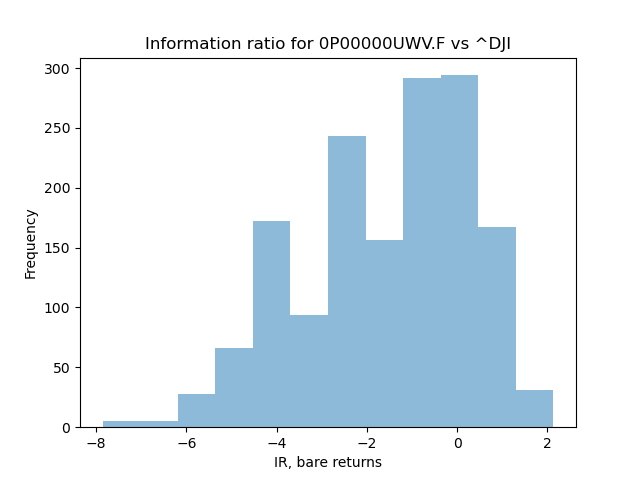 Information ratio for 0P00000UWV.F vs ^DJI
300
250
200
150
100
50
0
Frequency
−8 −6 −4 −2 0 2
IR, bare returns